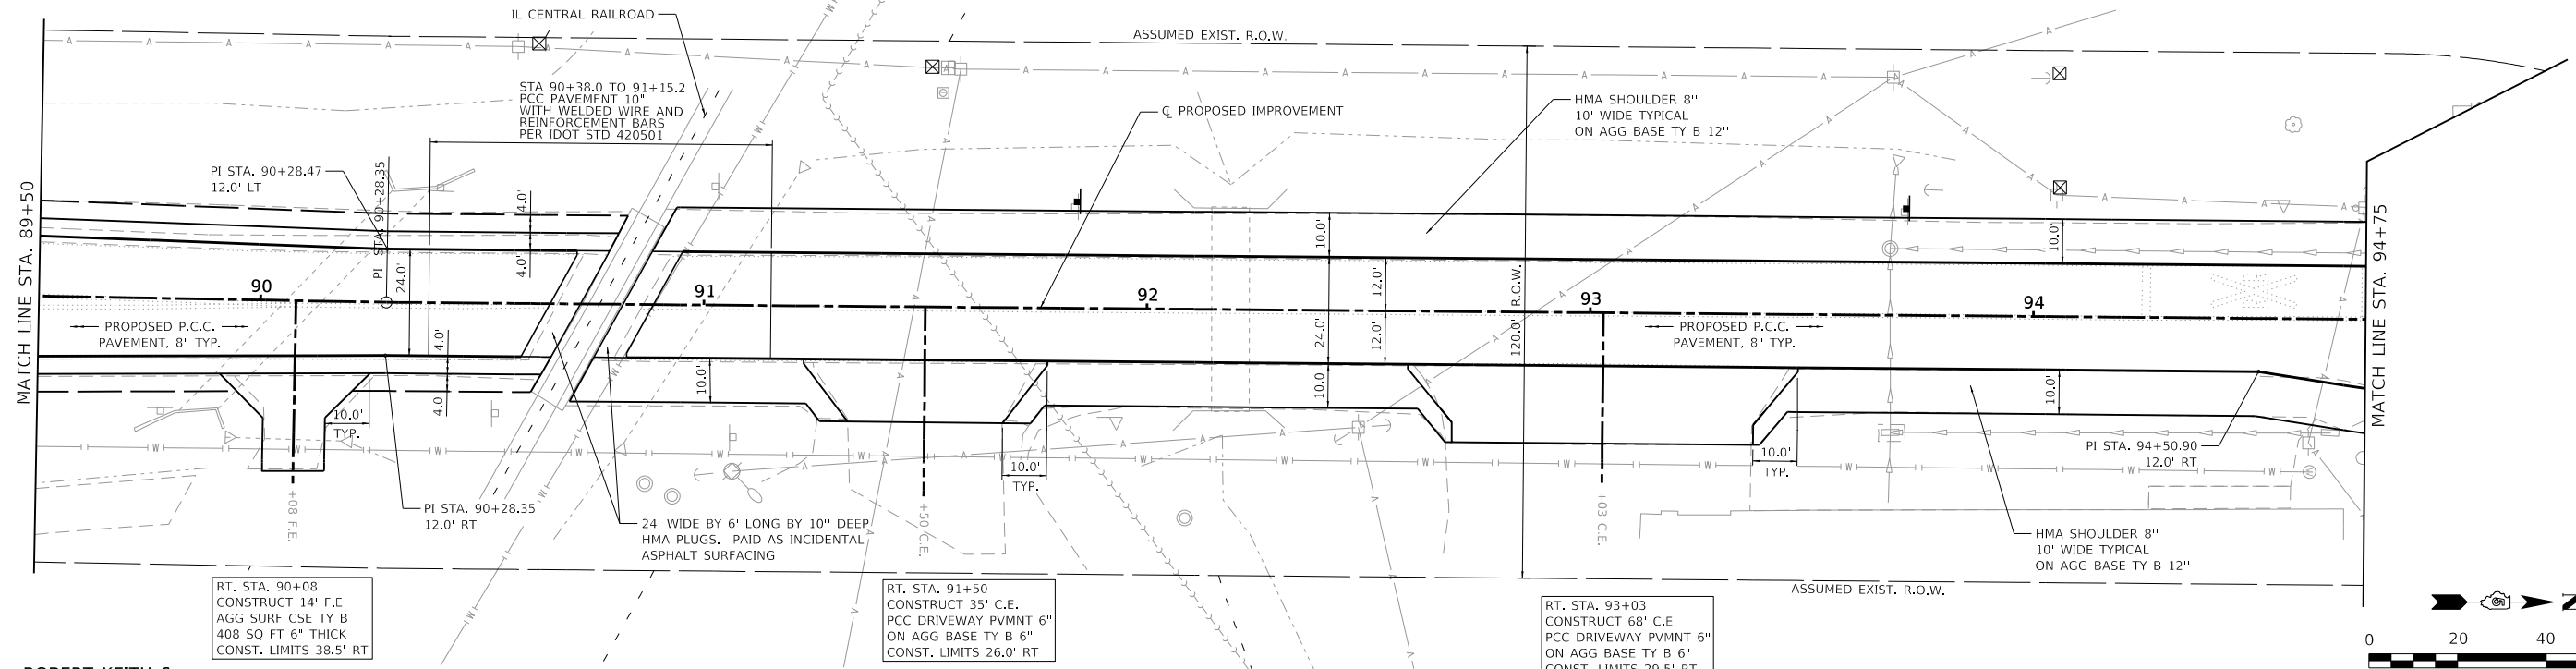 IL CENTRAL RAILROAD
ASSUMED EXIST. R.O.W.
STA 90+38.0 TO 91+15.2
PCC PAVEMENT 10"
WITH WELDED WIRE AND
REINFORCEMENT BARS
PER IDOT STD 420501
℄ PROPOSED IMPROVEMENT
HMA SHOULDER 8"
10' WIDE TYPICAL
ON AGG BASE TY B 12"
PI STA. 90+28.47
12.0' LT
PI STA. 90+28.35
MATCH LINE STA. 89+50
MATCH LINE STA. 94+75
4.0'
4.0'
24.0'
10.0'
24.0'
12.0'
12.0'
120.0' R.O.W.
10.0'
90
91
92
93
94
PROPOSED P.C.C.
PAVEMENT, 8" TYP.
PROPOSED P.C.C.
PAVEMENT, 8" TYP.
4.0'
4.0'
10.0'
10.0'
10.0'
10.0'
TYP.
10.0'
TYP.
10.0'
TYP.
PI STA. 94+50.90
12.0' RT
+08 F.E.
+50 C.E.
+03 C.E.
PI STA. 90+28.35
12.0' RT
24' WIDE BY 6' LONG BY 10" DEEP
HMA PLUGS. PAID AS INCIDENTAL
ASPHALT SURFACING
HMA SHOULDER 8"
10' WIDE TYPICAL
ON AGG BASE TY B 12"
ASSUMED EXIST. R.O.W.
RT. STA. 90+08
CONSTRUCT 14' F.E.
AGG SURF CSE TY B
408 SQ FT 6" THICK
CONST. LIMITS 38.5' RT
RT. STA. 91+50
CONSTRUCT 35' C.E.
PCC DRIVEWAY PVMNT 6"
ON AGG BASE TY B 6"
CONST. LIMITS 26.0' RT
RT. STA. 93+03
CONSTRUCT 68' C.E.
PCC DRIVEWAY PVMNT 6"
ON AGG BASE TY B 6"
CONST. LIMITS 29.5' RT
0 20 40
ROBERT KEITH